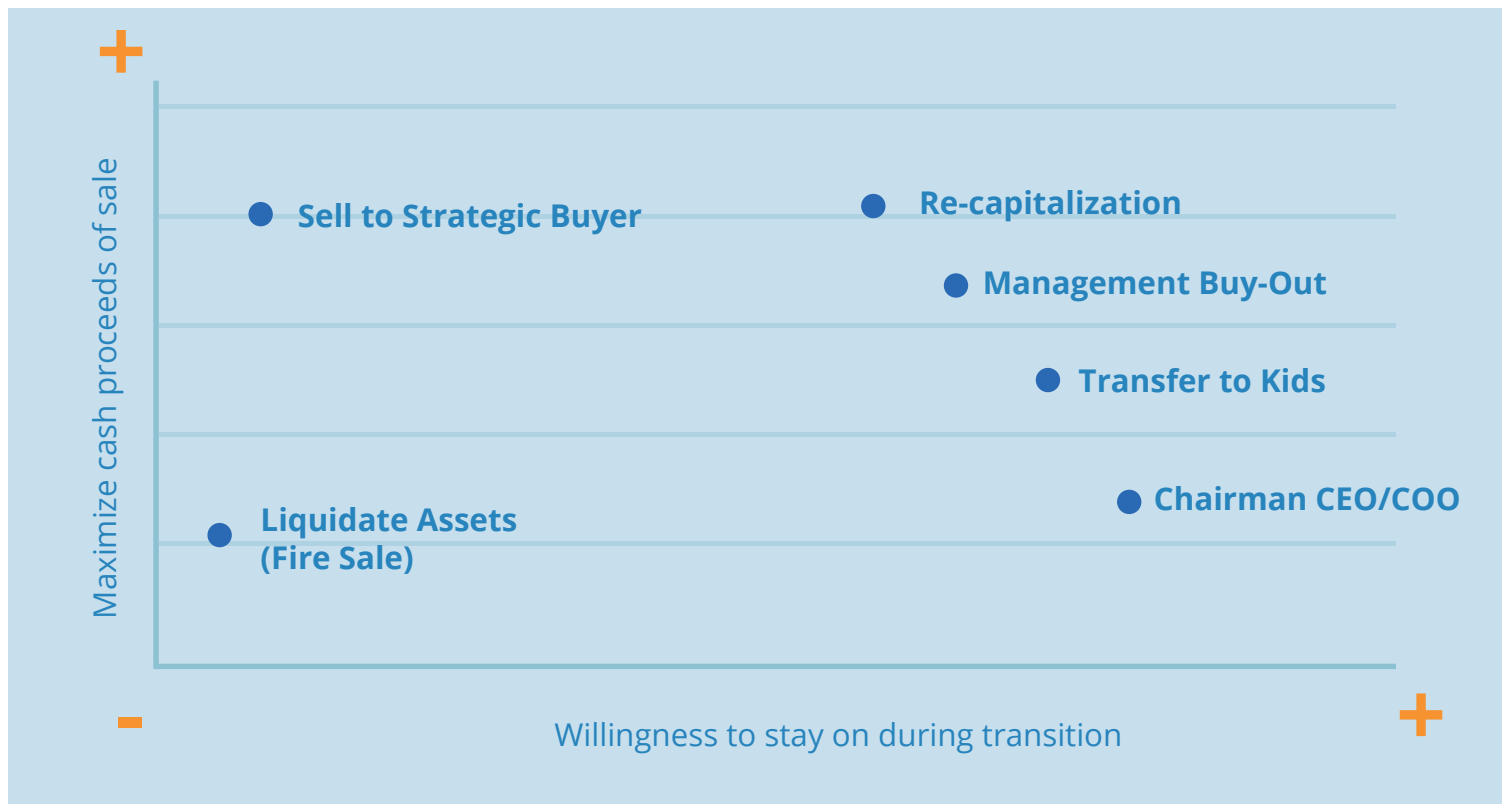 +
Maximize cash proceeds of sale
Sell to Strategic Buyer
Re-capitalization
Management Buy-Out
Transfer to Kids
Chairman CEO/COO
Liquidate Assets
(Fire Sale)
-
Willingness to stay on during transition
+